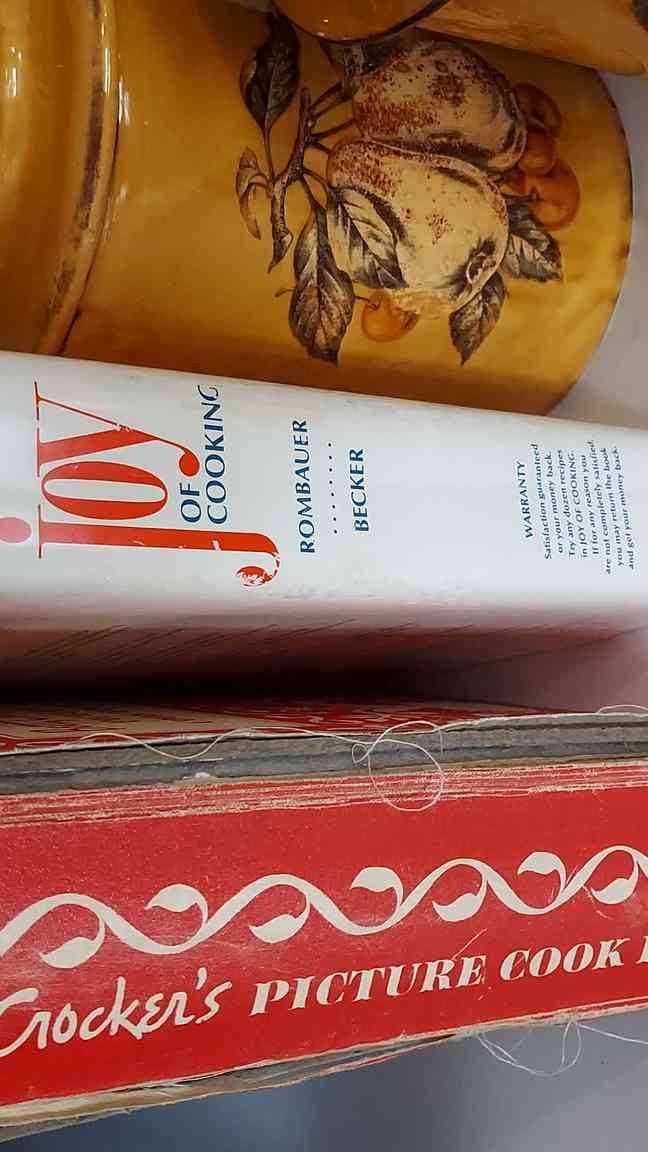 joy
OF
COOKING
ROMBAUER
........
BECKER
WARRANTY
Satisfaction guaranteed
or your money back.
Try any dozen recipes
in JOY OF COOKING.
If for any reason you
are not completely satisfied,
you may return the book
and get your money back.
Crocker's PICTURE COOK